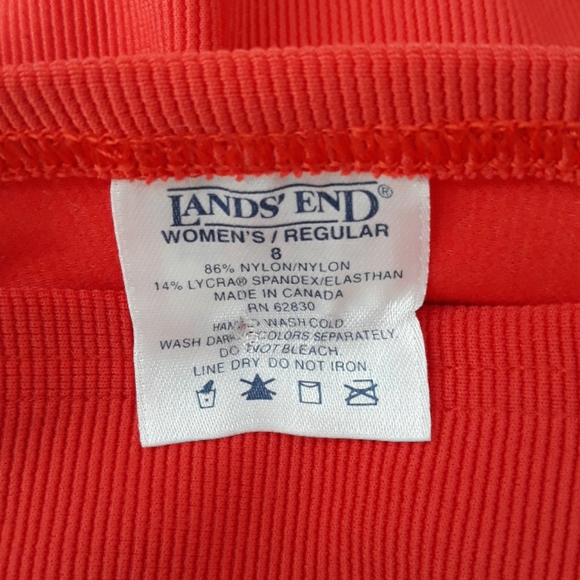 LANDS' END®
WOMEN'S / REGULAR
8
86% NYLON/NYLON
14% LYCRA® SPANDEX/ELASTHAN
MADE IN CANADA
RN 62830
HAND WASH COLD.
WASH DARK COLORS SEPARATELY.
DO NOT BLEACH.
LINE DRY. DO NOT IRON.